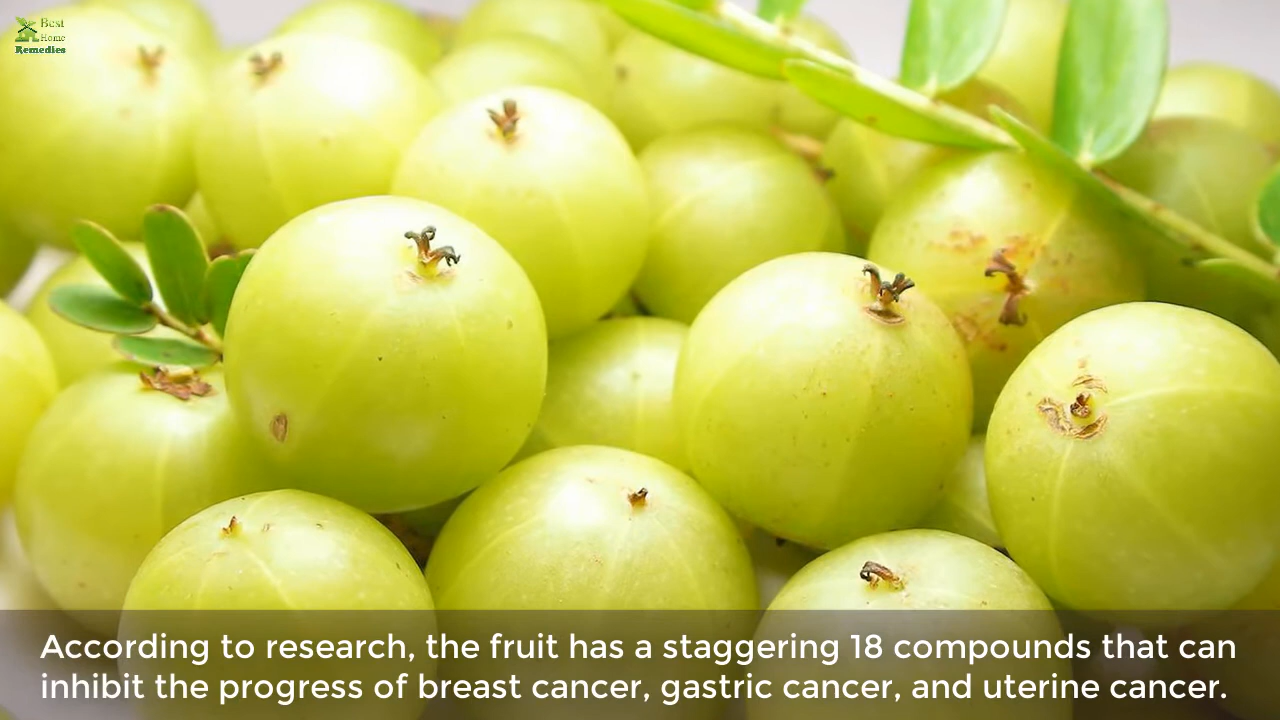 Best
Home
Remedies
According to research, the fruit has a staggering 18 compounds that can
inhibit the progress of breast cancer, gastric cancer, and uterine cancer.